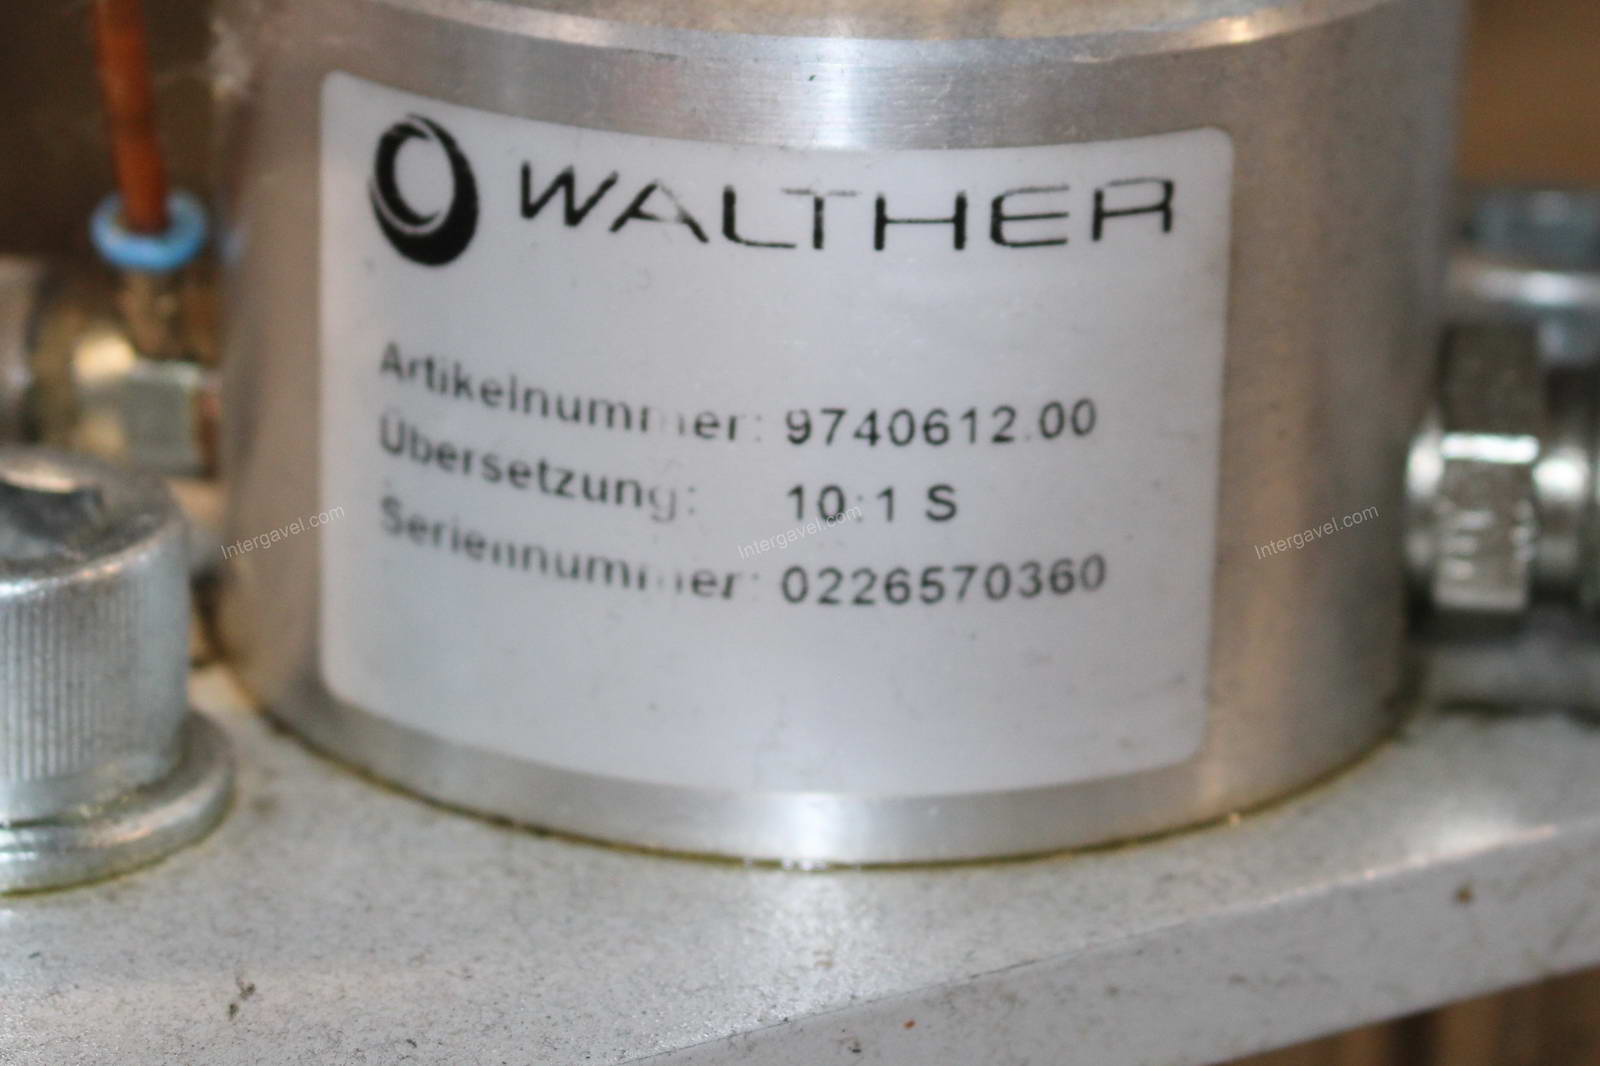 WALTHER
Artikelnummer: 9740612.00
Übersetzung: 10:1 S
Seriennummer: 0226570360
Intergavel.com
Intergavel.com
Intergavel.com